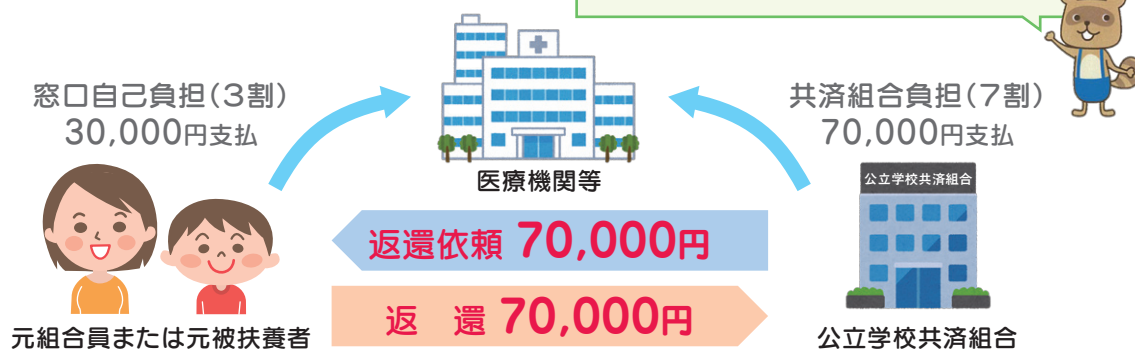 窓口自己負担(3割)
30,000円支払
共済組合負担(7割)
70,000円支払
医療機関等
公立学校共済組合
返還依頼 70,000円
返　還 70,000円
元組合員または元被扶養者
公立学校共済組合